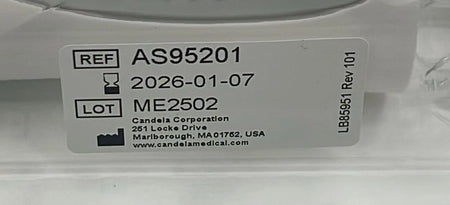 REF AS95201
2026-01-07
LOT ME2502
Candela Corporation
251 Locke Drive
Marlborough, MA 01752, USA
www.candelamedical.com
LB85951 Rev 101